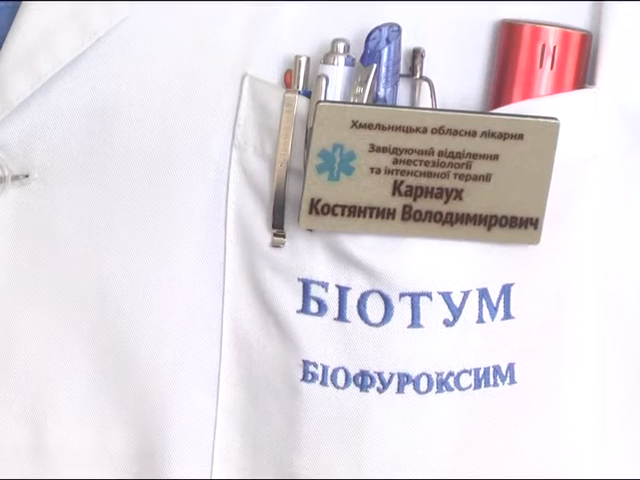 Хмельницька обласна лікарня
Завідуючий відділення
анестезіології
та інтенсивної терапії
Карнаух
Костянтин Володимирович
БІОТУМ
БІОФУРОКСИМ